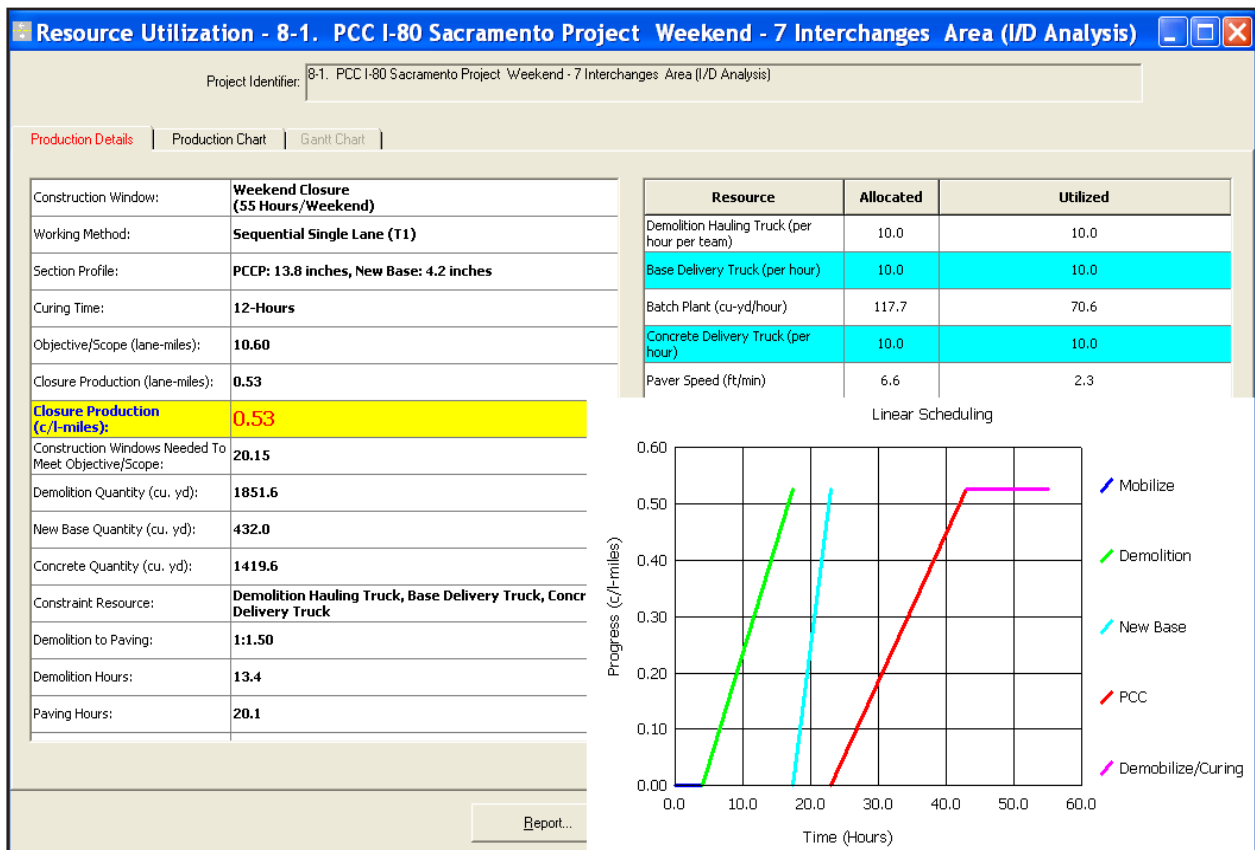 Resource Utilization - 8-1. PCC I-80 Sacramento Project Weekend - 7 Interchanges Area (I/D Analysis)
Project Identifier:
8-1. PCC I-80 Sacramento Project Weekend - 7 Interchanges Area (I/D Analysis)
Production Details
Production Chart
Gantt Chart
Construction Window:
Weekend Closure
(55 Hours/Weekend)
Working Method:
Sequential Single Lane (T1)
Section Profile:
PCCP: 13.8 inches, New Base: 4.2 inches
Curing Time:
12-Hours
Objective/Scope (lane-miles):
10.60
Closure Production (lane-miles):
0.53
Closure Production
(c/l-miles):
0.53
Construction Windows Needed To
Meet Objective/Scope:
20.15
Demolition Quantity (cu. yd):
1851.6
New Base Quantity (cu. yd):
432.0
Concrete Quantity (cu. yd):
1419.6
Constraint Resource:
Demolition Hauling Truck, Base Delivery Truck, Concr
Delivery Truck
Demolition to Paving:
1:1.50
Demolition Hours:
13.4
Paving Hours:
20.1
Report...
Resource Allocated Utilized
Demolition Hauling Truck (per
hour per team)
10.0 10.0
Base Delivery Truck (per hour) 10.0 10.0
Batch Plant (cu-yd/hour) 117.7 70.6
Concrete Delivery Truck (per
hour)
10.0 10.0
Paver Speed (ft/min) 6.6 2.3
Linear Scheduling
Progress (c/l-miles)
0.60
0.50
0.40
0.30
0.20
0.10
0.00
0.0 10.0 20.0 30.0 40.0 50.0 60.0
Time (Hours)
Mobilize
Demolition
New Base
PCC
Demobilize/Curing